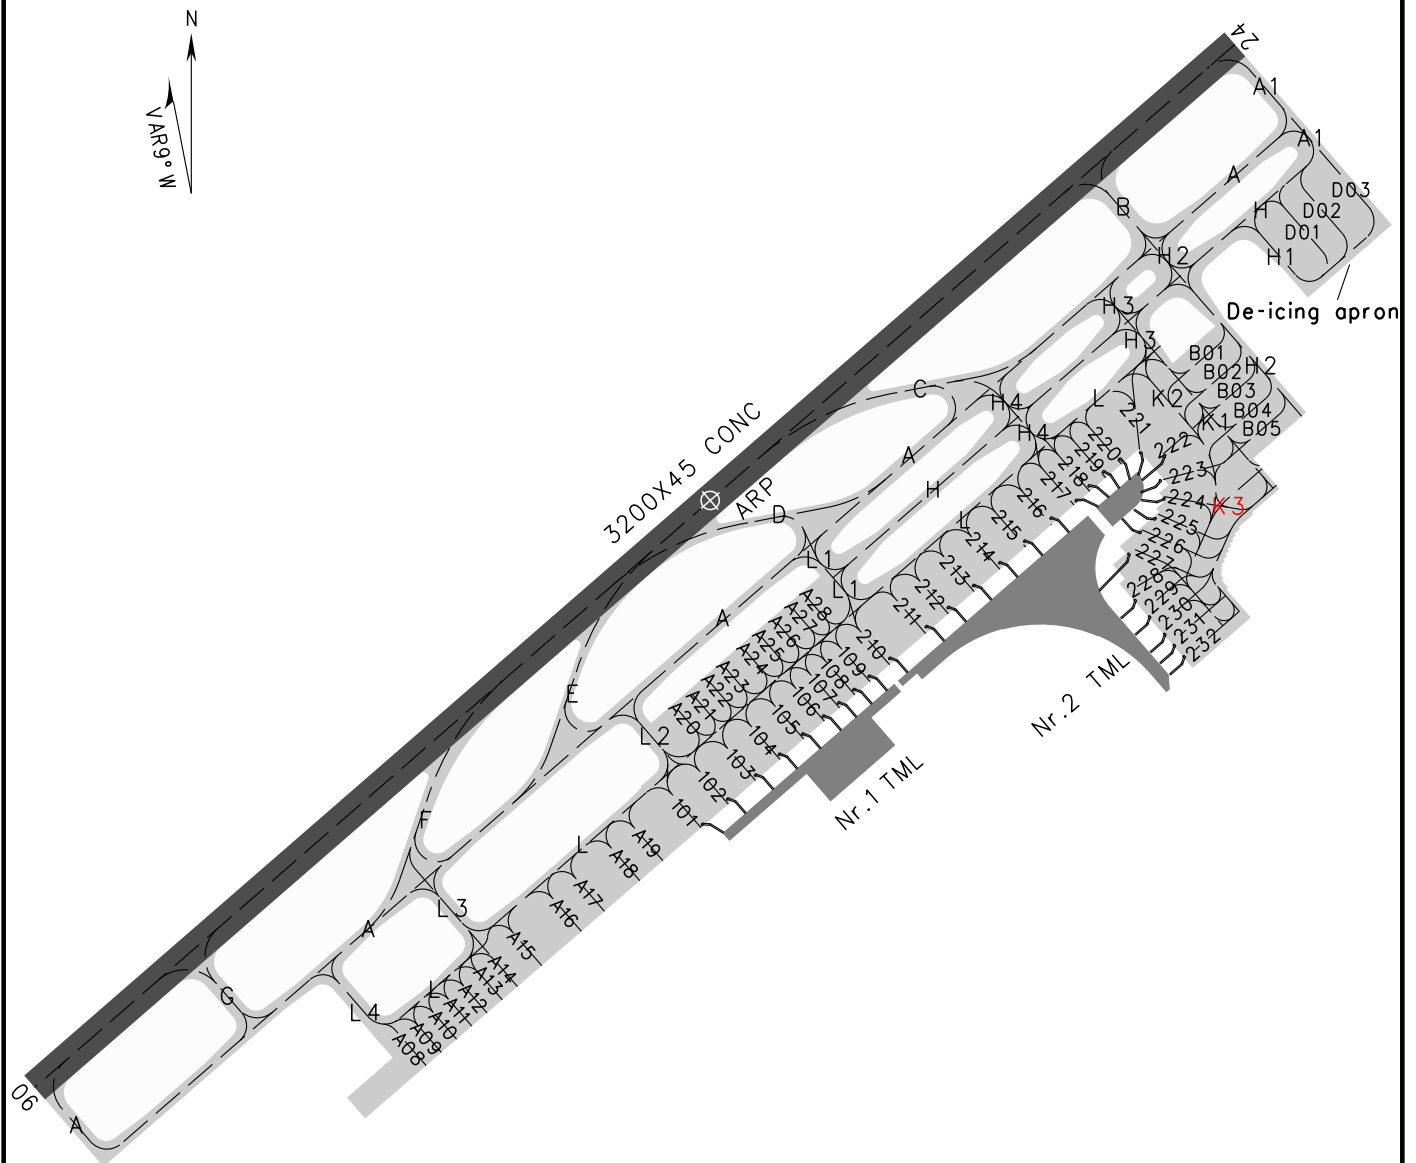 N
VAR9°W
24
A1
A1
A
D03
D02
D01
H
H1
B
H2
De-icing apron
H3
H3
B01
B02
B03
B04
B05
H2
K2
K1
K3
C
H4
H4
L
221
222
223
224
225
226
227
228
229
230
231
232
220
219
218
217
216
215
214
213
212
211
210
3200X45 CONC
ARP
A
H
L
D
L1
L1
A
A28
A27
A26
A25
A24
A23
A22
A21
A20
E
L2
109
108
107
106
105
104
103
102
101
Nr.2 TML
Nr.1 TML
F
L
A19
A18
A17
A16
A15
A14
A13
A12
A11
A10
A09
A08
L3
A
L
L4
G
06
A